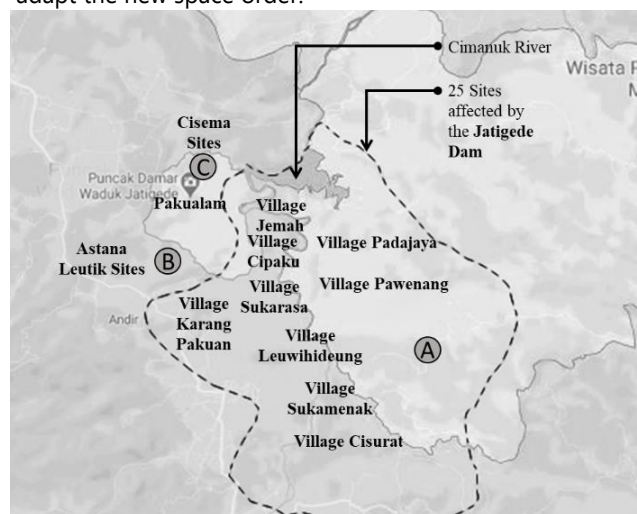 adapt the new space order.
Cimanuk River
Wisata
25 Sites
affected by
the Jatigede
Dam
Cisema
Sites
C
Puncak Damar
Waduk Jatigede
Pakualam
Village
Jemah
Village
Cipaku
Village Padajaya
Astana
Leutik Sites
B
Village
Sukarasa
Village Pawenang
Village
Karang
Pakuan
Andir
Village
Leuwihideung
A
Village
Sukamenak
Village Cisurat